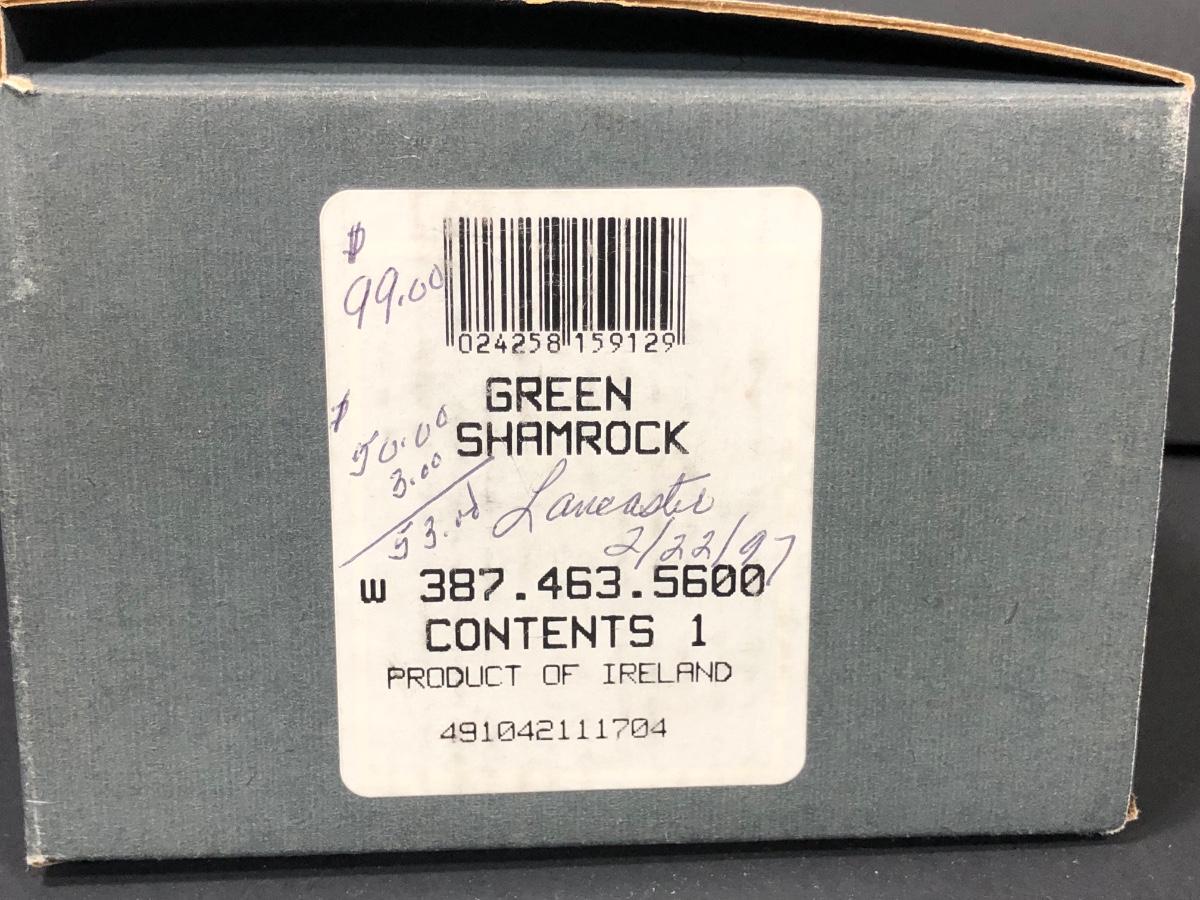 $
99.00
024258 159129
GREEN
SHAMROCK
$
50.00
3.00
53.00
Lancaster
2/22/97
W 387.463.5600
CONTENTS 1
PRODUCT OF IRELAND
491042111704